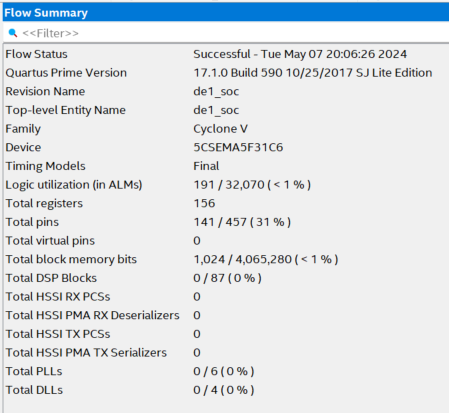 Flow Summary
<<Filter>>
Flow Status Successful - Tue May 07 20:06:26 2024
Quartus Prime Version 17.1.0 Build 590 10/25/2017 SJ Lite Edition
Revision Name de1_soc
Top-level Entity Name de1_soc
Family Cyclone V
Device 5CSEMA5F31C6
Timing Models Final
Logic utilization (in ALMs) 191 / 32,070 ( < 1 % )
Total registers 156
Total pins 141 / 457 ( 31 % )
Total virtual pins 0
Total block memory bits 1,024 / 4,065,280 ( < 1 % )
Total DSP Blocks 0 / 87 ( 0 % )
Total HSSI RX PCSs 0
Total HSSI PMA RX Deserializers 0
Total HSSI TX PCSs 0
Total HSSI PMA TX Serializers 0
Total PLLs 0 / 6 ( 0 % )
Total DLLs 0 / 4 ( 0 % )